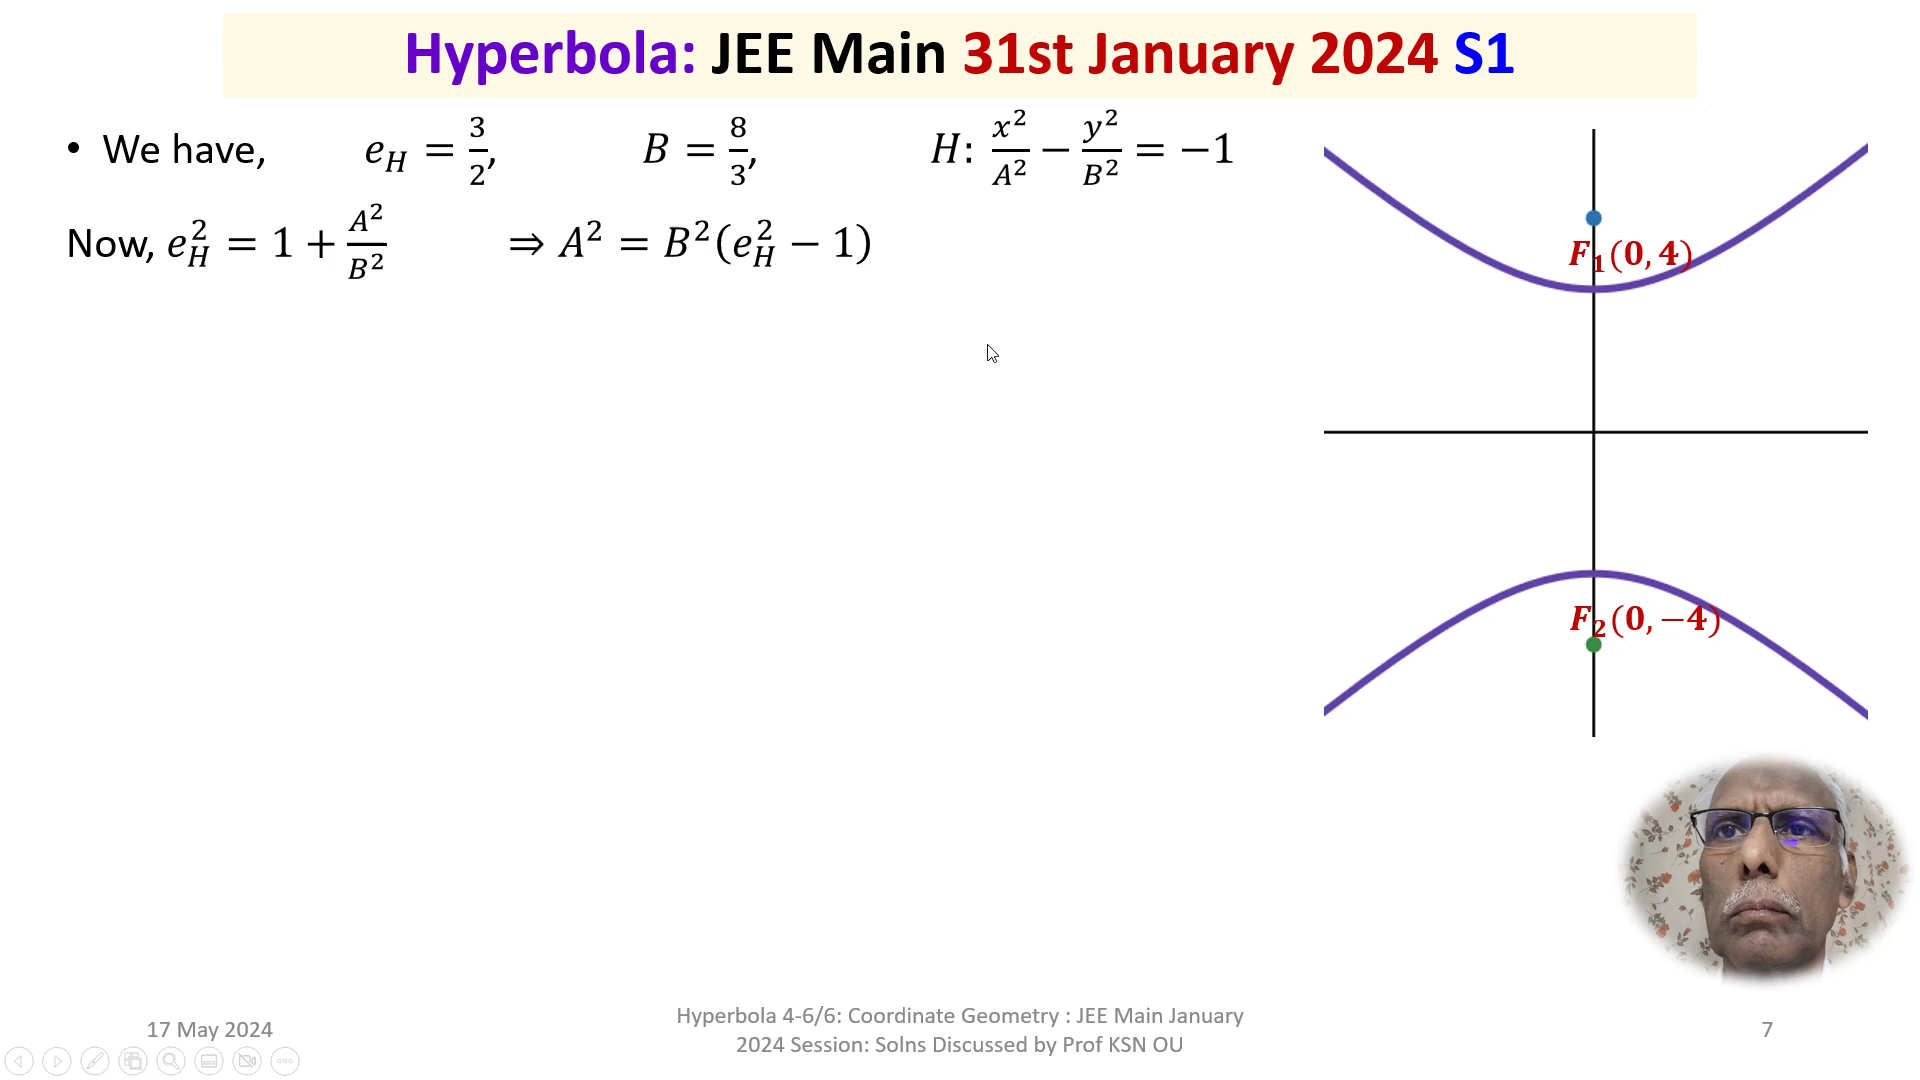 Hyperbola: JEE Main 31st January 2024 S1
• We have, e_H = 3/2, B = 8/3, H: x²/A² − y²/B² = −1
Now, e_H² = 1 + A²/B² ⇒ A² = B²(e_H² − 1)
F₁(0, 4)
F₂(0, −4)
17 May 2024
Hyperbola 4-6/6: Coordinate Geometry : JEE Main January
2024 Session: Solns Discussed by Prof KSN OU
7